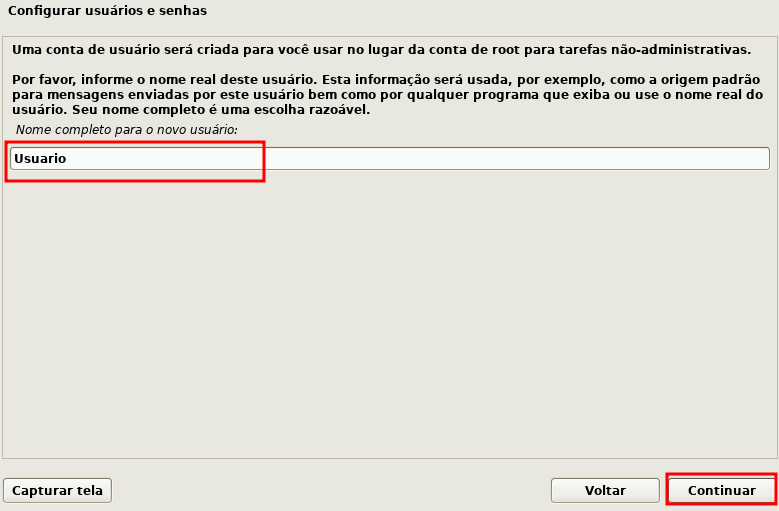 Configurar usuários e senhas
Uma conta de usuário será criada para você usar no lugar da conta de root para tarefas não-administrativas.
Por favor, informe o nome real deste usuário. Esta informação será usada, por exemplo, como a origem padrão
para mensagens enviadas por este usuário bem como por qualquer programa que exiba ou use o nome real do
usuário. Seu nome completo é uma escolha razoável.
Nome completo para o novo usuário:
Usuario
Capturar tela
Voltar
Continuar